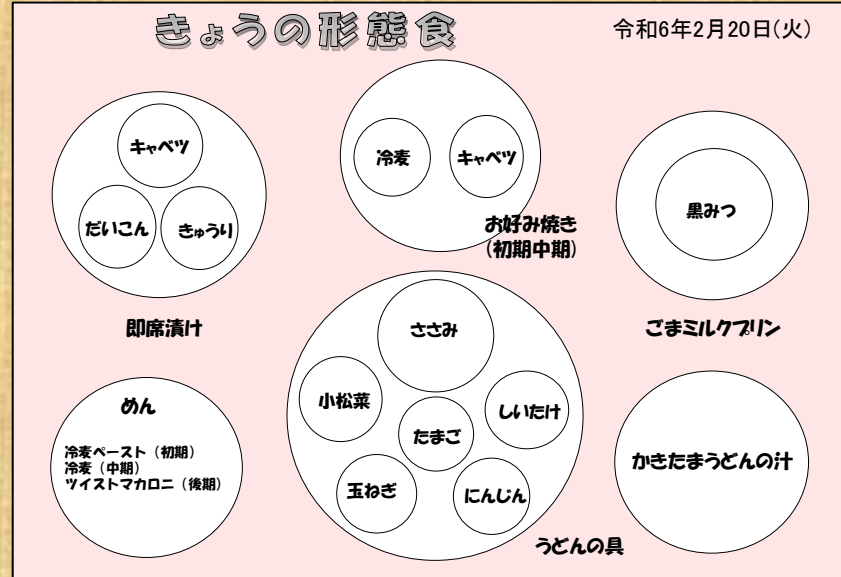 きょうの形態食
令和6年2月20日(火)
キャベツ
だいこん
きゅうり
即席漬け
冷麦
キャベツ
お好み焼き
(初期中期)
黒みつ
ごまミルクプリン
めん
冷麦ペースト(初期)
冷麦(中期)
ツイストマカロニ(後期)
ささみ
小松菜
しいたけ
たまご
玉ねぎ
にんじん
うどんの具
かきたまうどんの汁